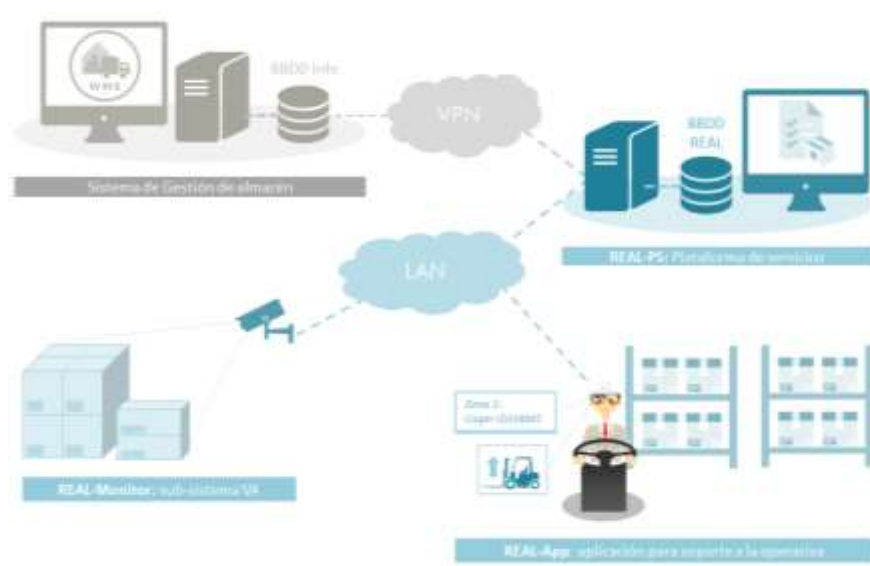 WMS
BBDD Info
VPN
Sistema de Gestión de almacén
BBDD
REAL
REAL-PS: Plataforma de servicio
LAN
REAL-Monitor: sub-sistema VA
REAL-App: aplicación para soporte a la operativa